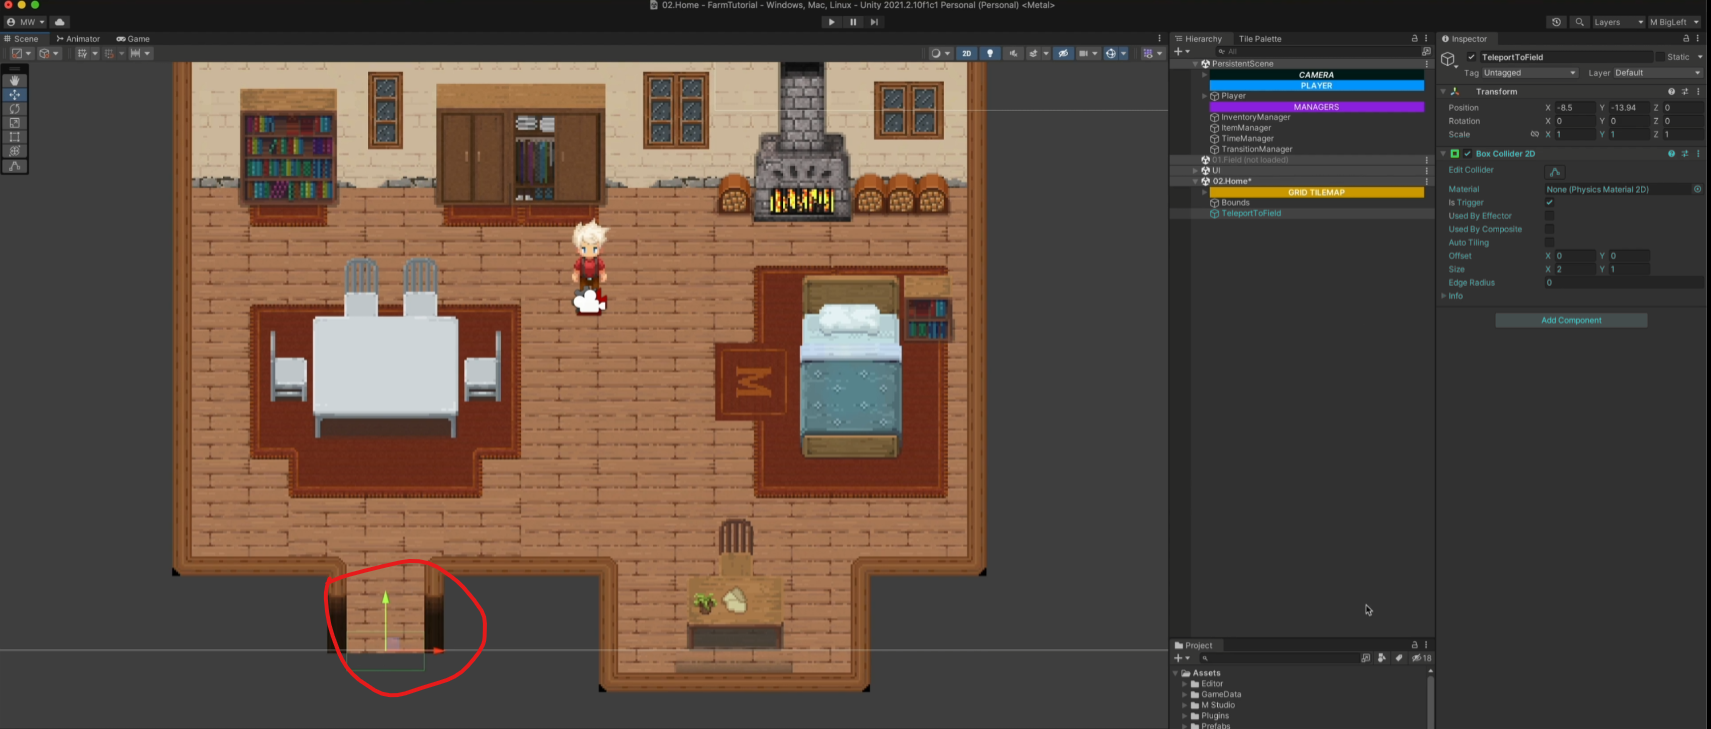 02.Home - FarmTutorial - Windows, Mac, Linux - Unity 2021.2.10f1c1 Personal (Personal) <Metal>
MW
Layers
M BigLeft
Scene
Animator
Game
2D
Hierarchy
Tile Palette
All
PersistentScene
CAMERA
PLAYER
Player
MANAGERS
InventoryManager
ItemManager
TimeManager
TransitionManager
01.Field (not loaded)
UI
02.Home*
GRID TILEMAP
Bounds
TeleportToField
Project
18
Assets
Editor
GameData
M Studio
Plugins
Prefabs
Inspector
TeleportToField
Static
Tag Untagged Layer Default
Transform
Position X -8.5 Y -13.94 Z 0
Rotation X 0 Y 0 Z 0
Scale X 1 Y 1 Z 1
Box Collider 2D
Edit Collider
Material None (Physics Material 2D)
Is Trigger
Used By Effector
Used By Composite
Auto Tiling
Offset X 0 Y 0
Size X 2 Y 1
Edge Radius 0
Info
Add Component
M